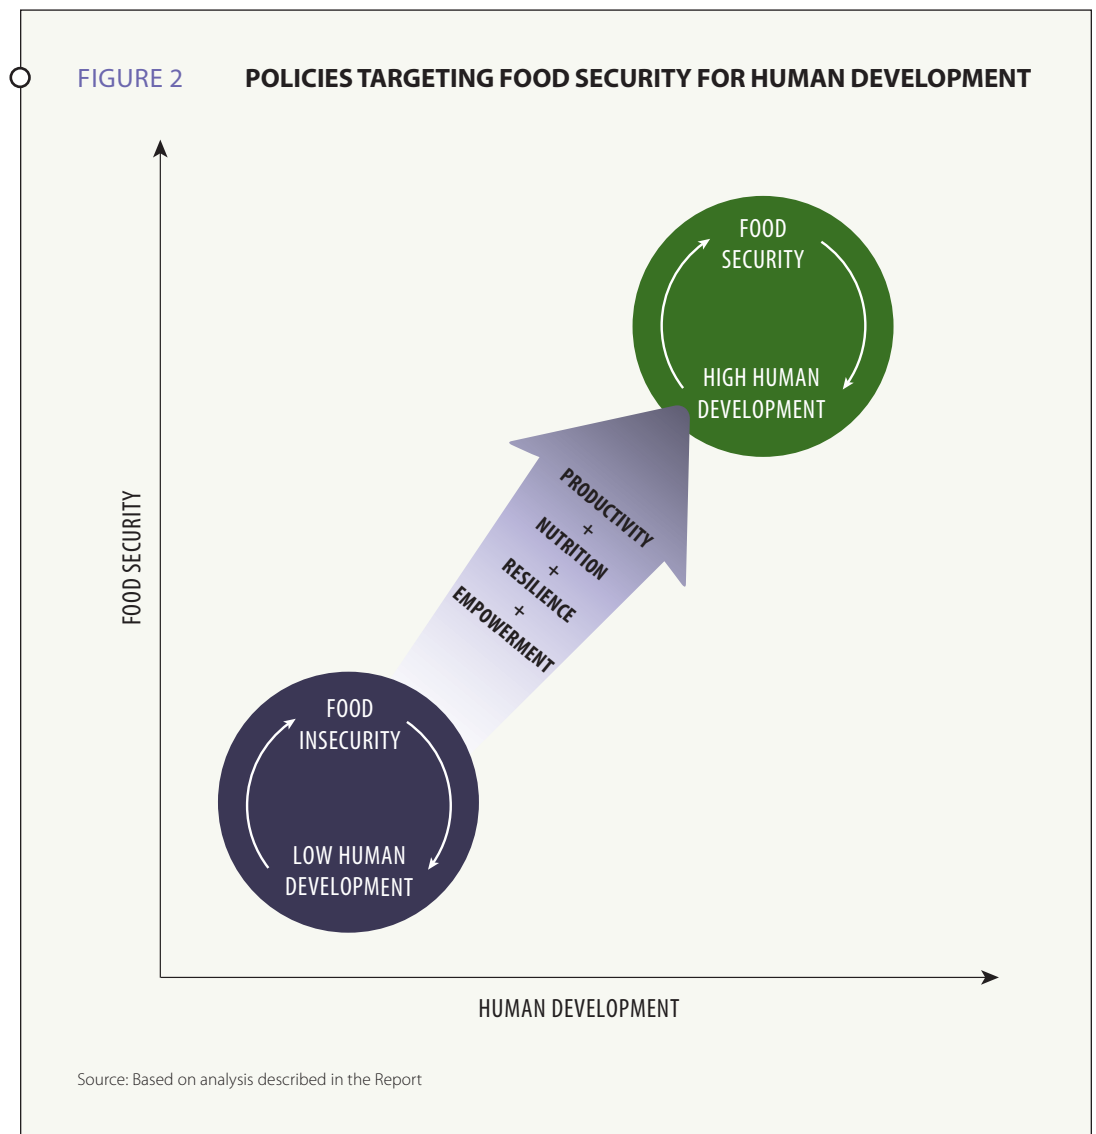 FIGURE 2 POLICIES TARGETING FOOD SECURITY FOR HUMAN DEVELOPMENT
FOOD
SECURITY
HIGH HUMAN
DEVELOPMENT
PRODUCTIVITY
+
NUTRITION
+
RESILIENCE
+
EMPOWERMENT
FOOD SECURITY
FOOD
INSECURITY
LOW HUMAN
DEVELOPMENT
HUMAN DEVELOPMENT
Source: Based on analysis described in the Report